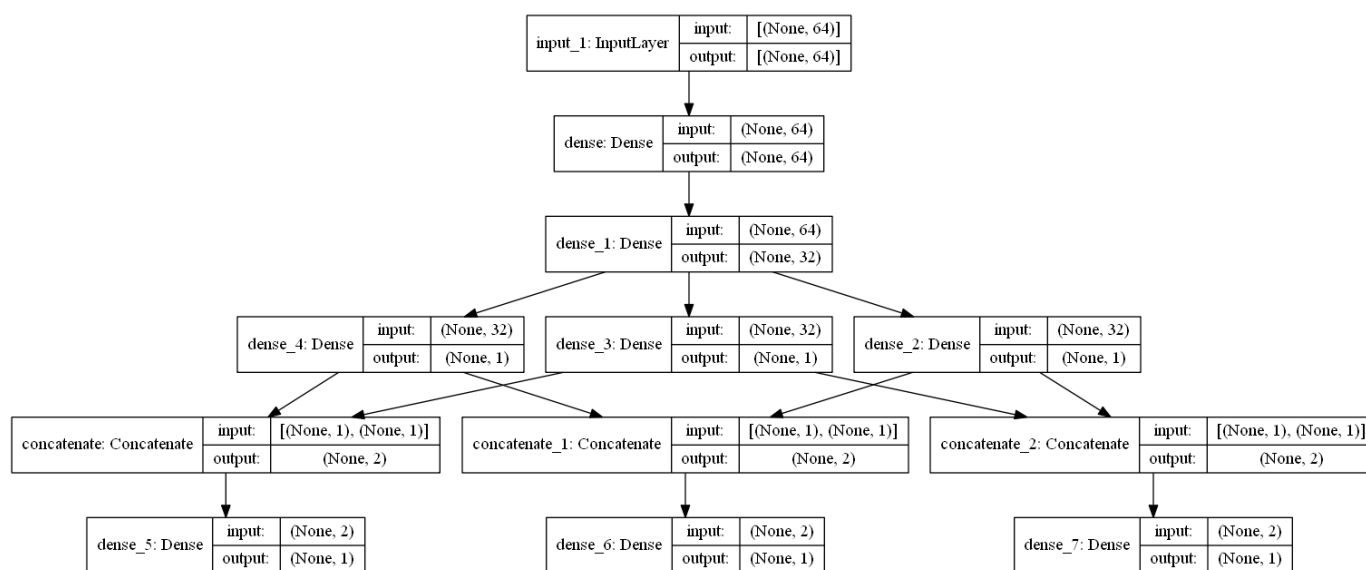 input_1: InputLayer
input: [(None, 64)]
output: [(None, 64)]
dense: Dense
input: (None, 64)
output: (None, 64)
dense_1: Dense
input: (None, 64)
output: (None, 32)
dense_4: Dense
input: (None, 32)
output: (None, 1)
dense_3: Dense
input: (None, 32)
output: (None, 1)
dense_2: Dense
input: (None, 32)
output: (None, 1)
concatenate: Concatenate
input: [(None, 1), (None, 1)]
output: (None, 2)
concatenate_1: Concatenate
input: [(None, 1), (None, 1)]
output: (None, 2)
concatenate_2: Concatenate
input: [(None, 1), (None, 1)]
output: (None, 2)
dense_5: Dense
input: (None, 2)
output: (None, 1)
dense_6: Dense
input: (None, 2)
output: (None, 1)
dense_7: Dense
input: (None, 2)
output: (None, 1)